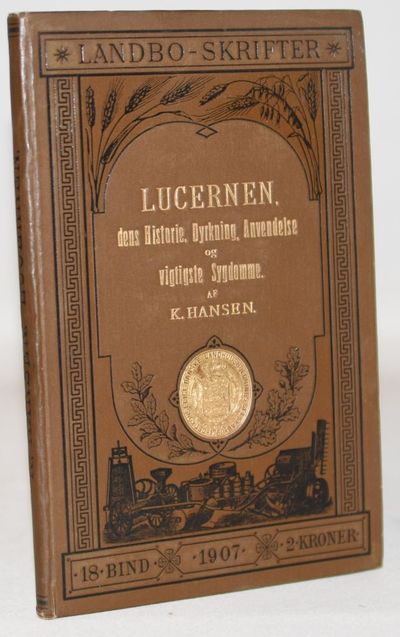 LANDBO-SKRIFTER
LUCERNEN,
dens Historie, Dyrkning, Anvendelse
og
vigtigste Sygdomme.
AF
K. HANSEN.
18 BIND · 1907 · 2 KRONER